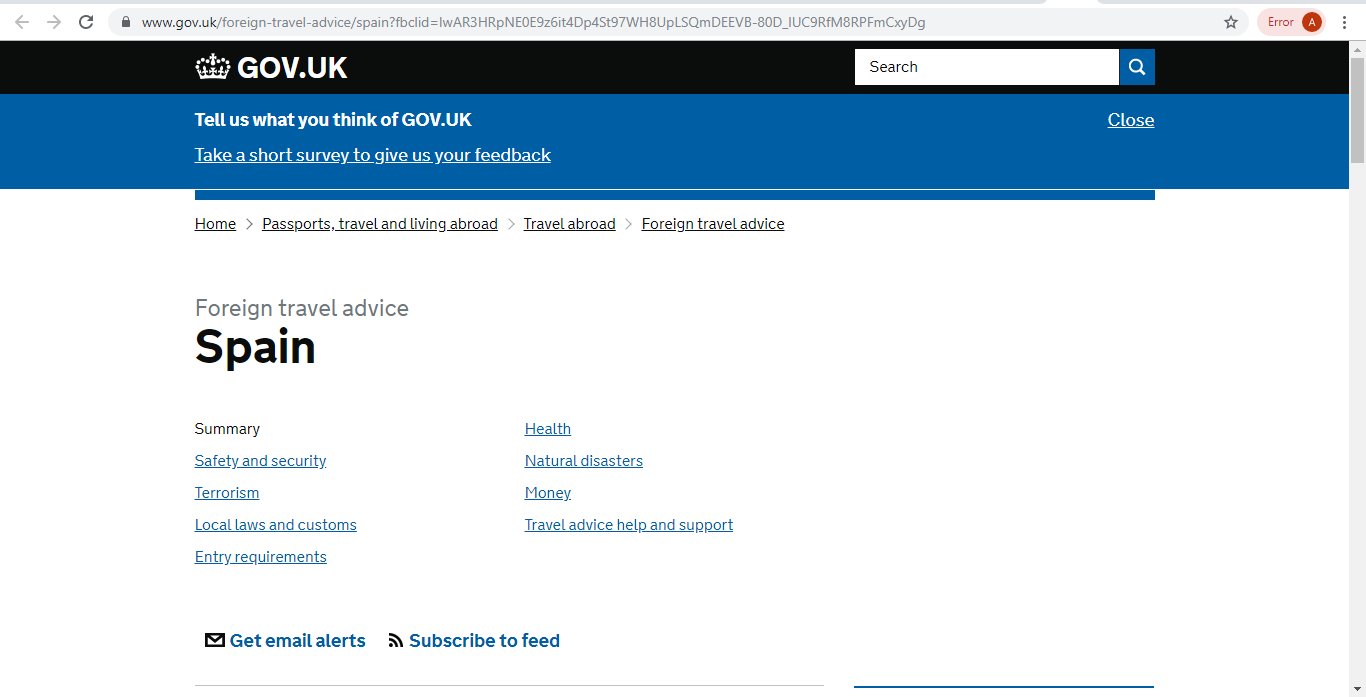 www.gov.uk/foreign-travel-advice/spain?fbclid=IwAR3HRpNE0E9z6it4Dp4St97WH8UpLSQmDEEVB-80D_IUC9RfM8RPFmCxyDg
Error A
GOV.UK
Search
Tell us what you think of GOV.UK
Close
Take a short survey to give us your feedback
Home > Passports, travel and living abroad > Travel abroad > Foreign travel advice
Foreign travel advice
Spain
Summary
Safety and security
Terrorism
Local laws and customs
Entry requirements
Health
Natural disasters
Money
Travel advice help and support
Get email alerts
Subscribe to feed